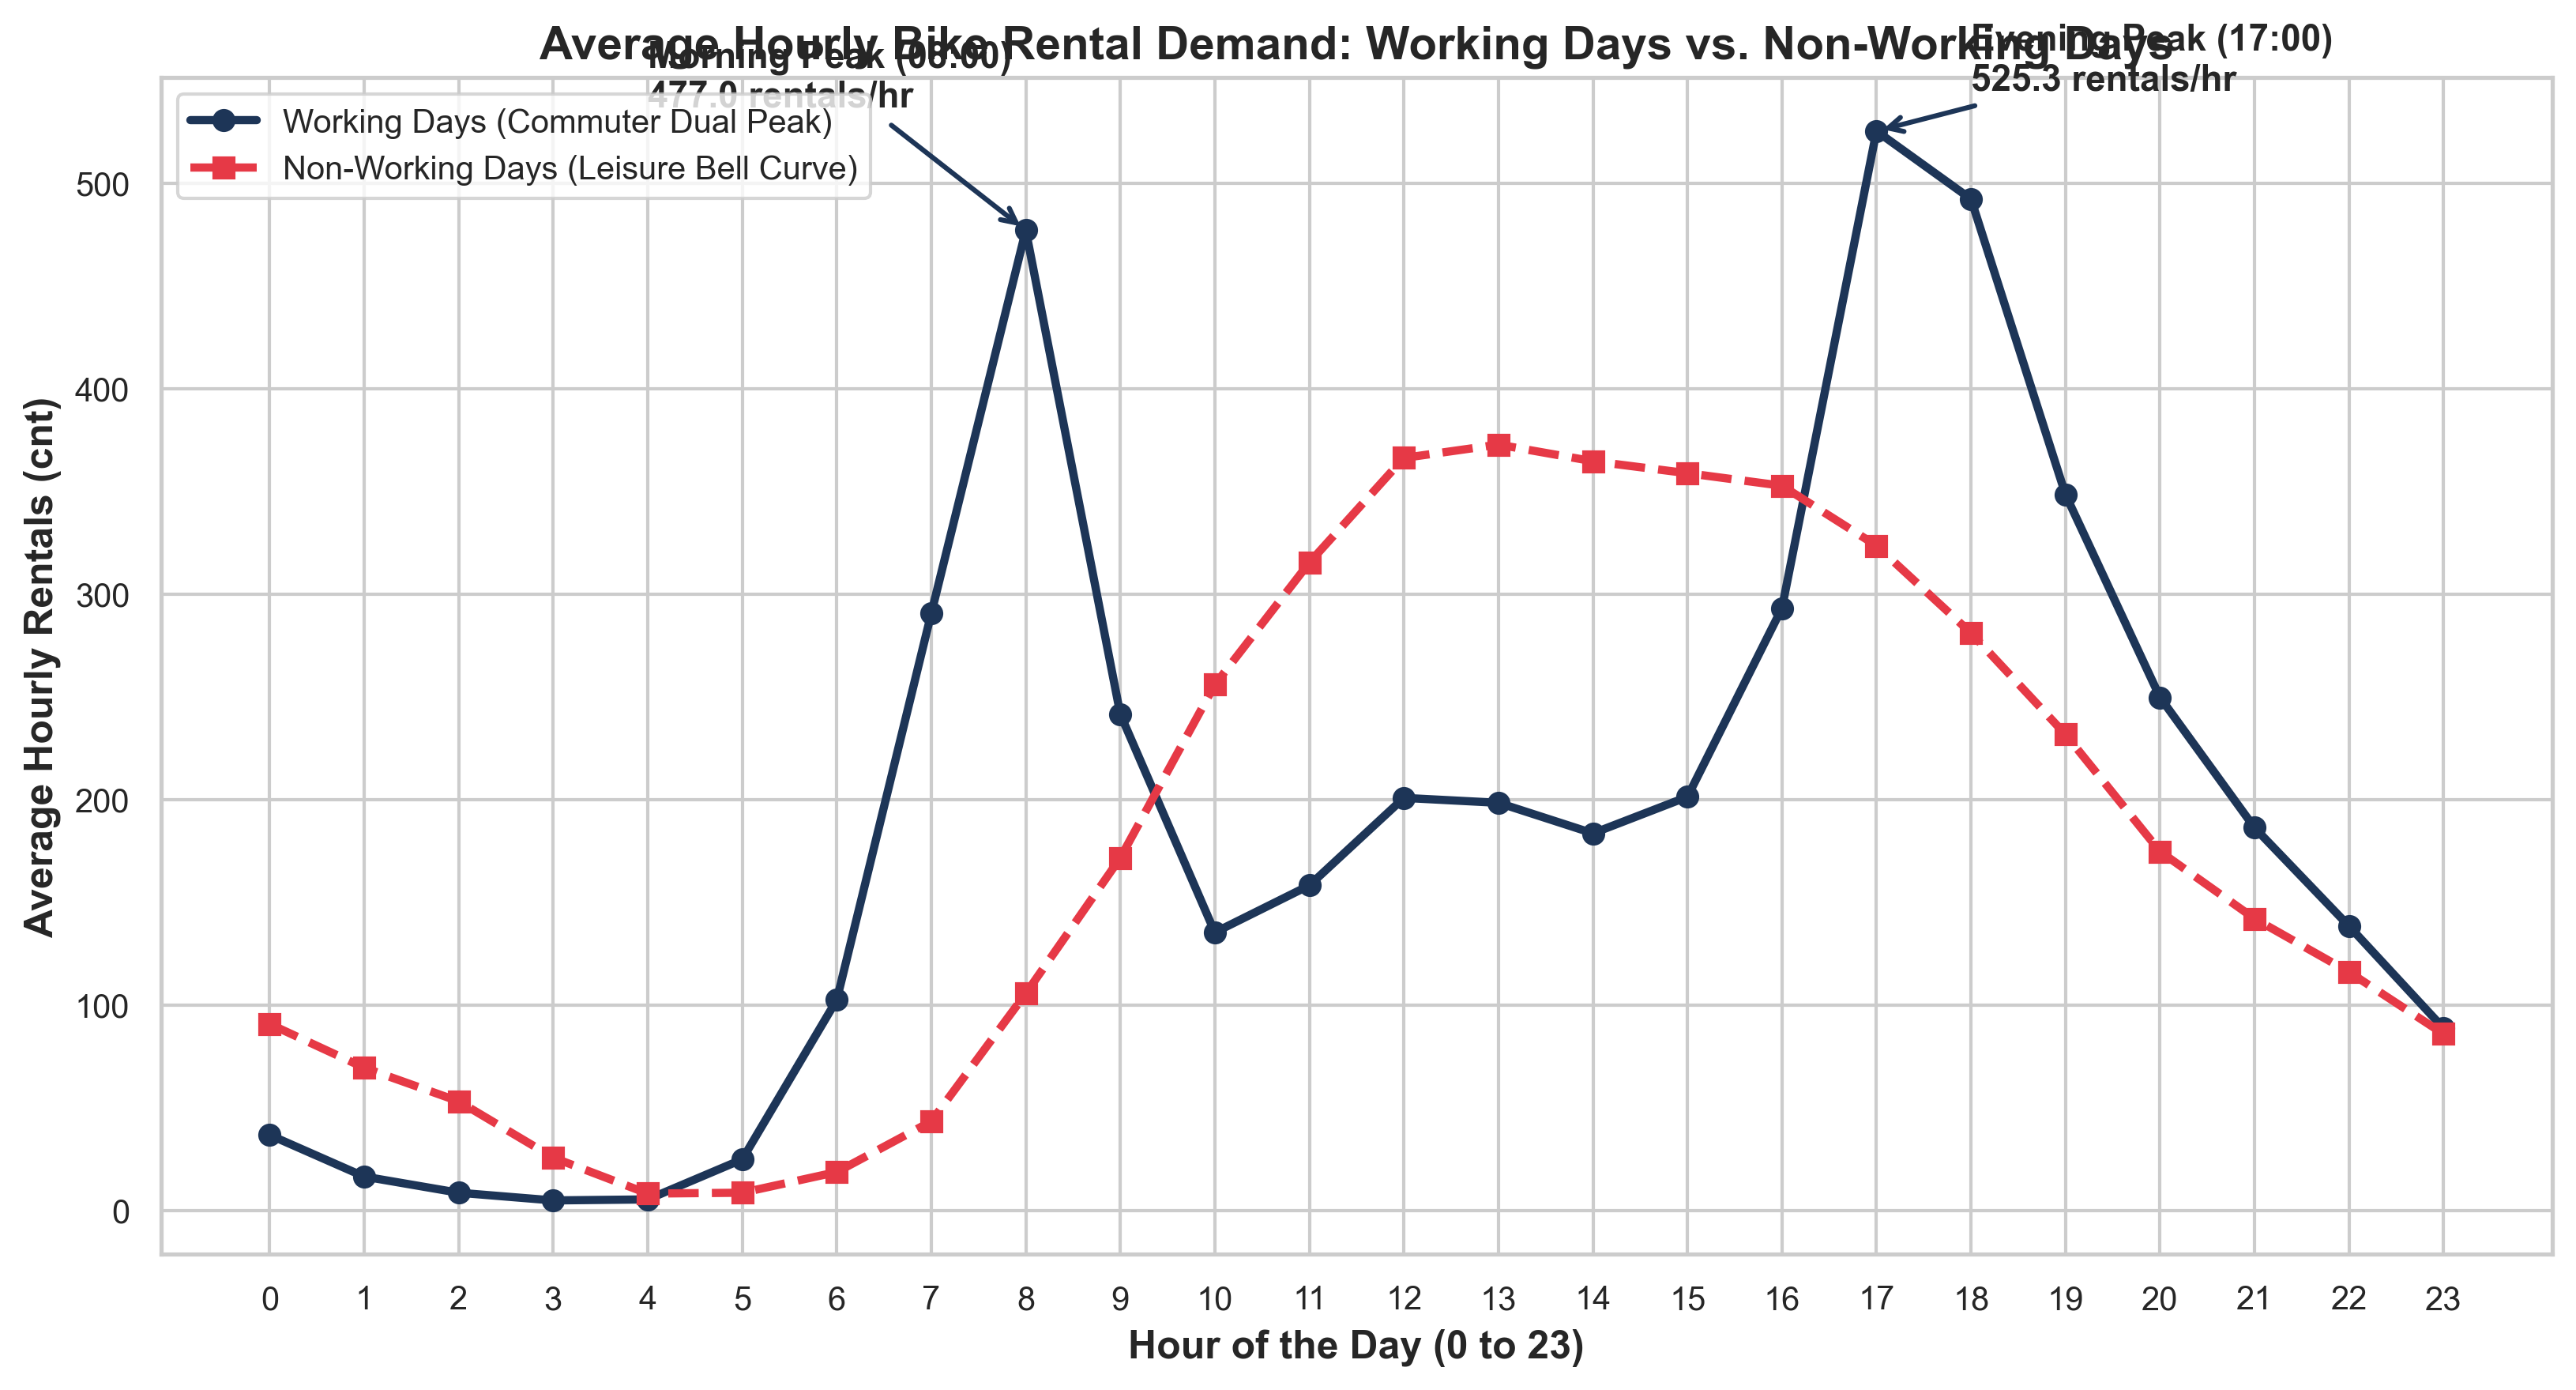 Average Hourly Bike Rental Demand: Working Days vs. Non-Working Days
Morning Peak (08:00)
477.0 rentals/hr
Evening Peak (17:00)
525.3 rentals/hr
Working Days (Commuter Dual Peak)
Non-Working Days (Leisure Bell Curve)
Average Hourly Rentals (cnt)
500
400
300
200
100
0
0 1 2 3 4 5 6 7 8 9 10 11 12 13 14 15 16 17 18 19 20 21 22 23
Hour of the Day (0 to 23)